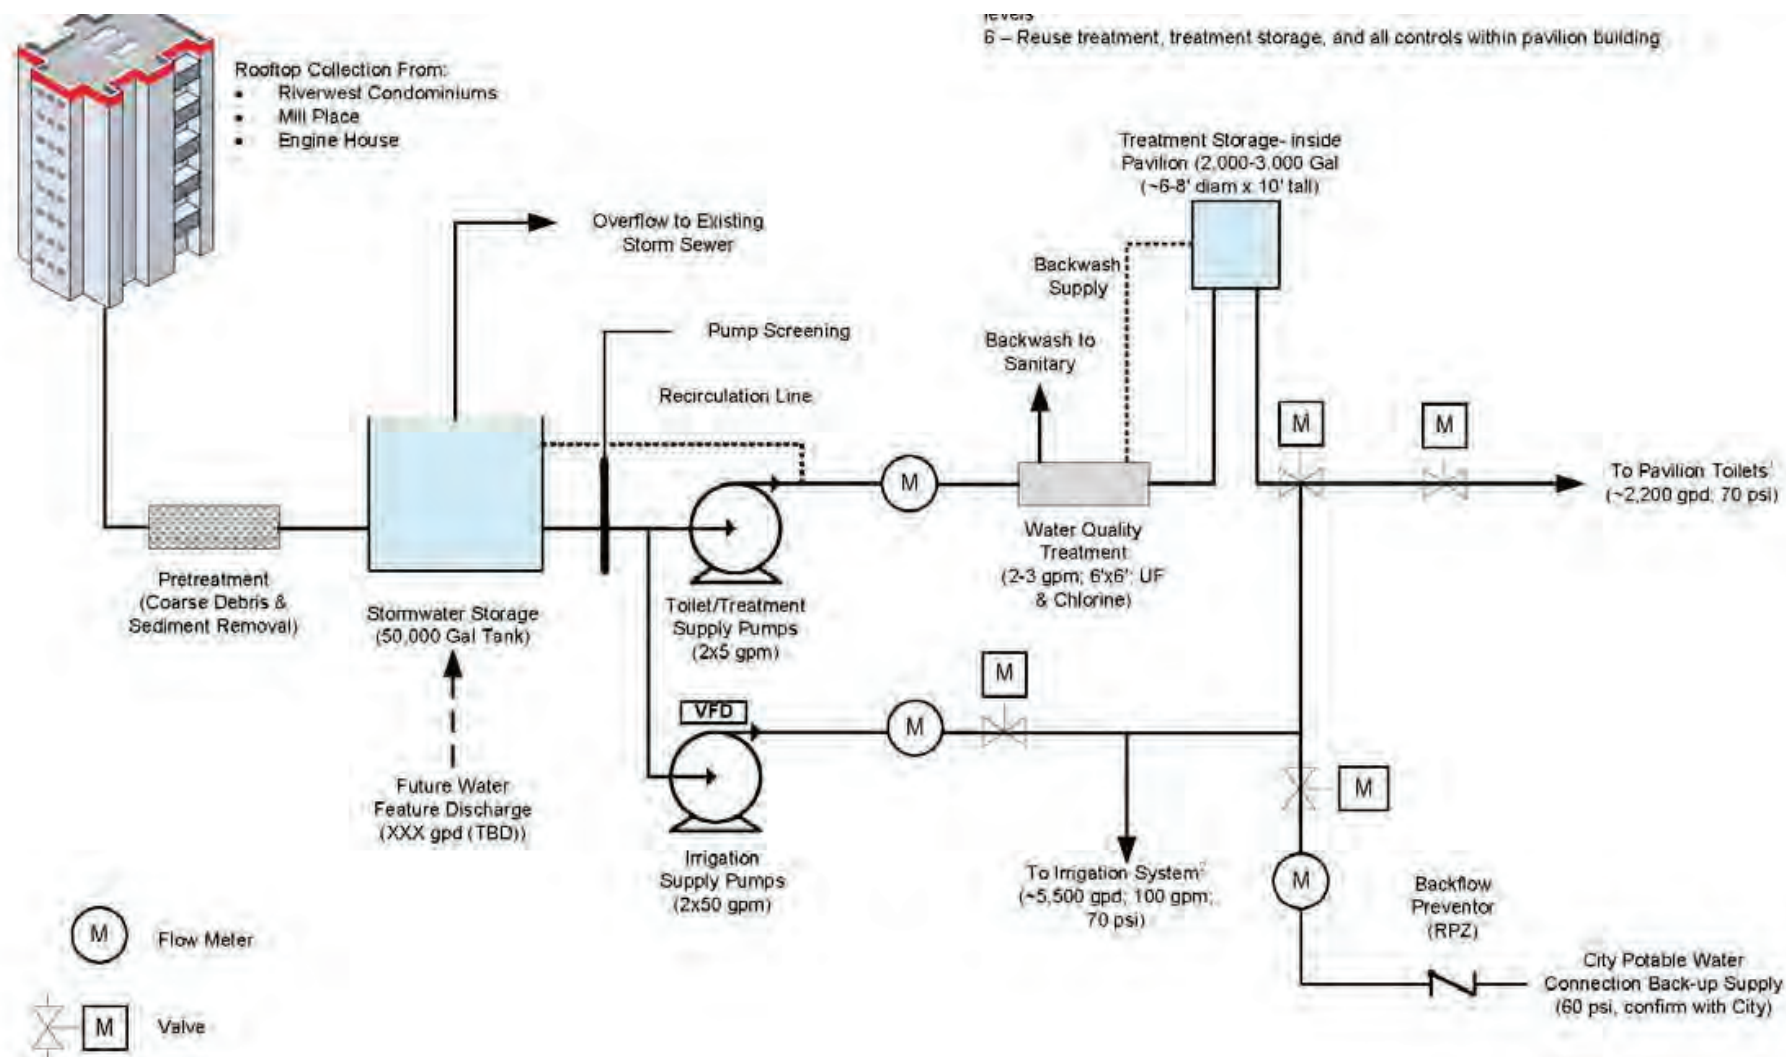 levels
6 – Reuse treatment, treatment storage, and all controls within pavilion building
Rooftop Collection From:
• Riverwest Condominiums
• Mill Place
• Engine House
Treatment Storage- inside
Pavilion (2,000-3,000 Gal
(~6-8' diam x 10' tall)
Overflow to Existing
Storm Sewer
Backwash
Supply
Pump Screening
Backwash to
Sanitary
Recirculation Line
M
M
M
To Pavilion Toilets¹
(~2,200 gpd; 70 psi)
Pretreatment
(Coarse Debris &
Sediment Removal)
Stormwater Storage
(50,000 Gal Tank)
Toilet/Treatment
Supply Pumps
(2x5 gpm)
Water Quality
Treatment
(2-3 gpm; 6'x6'; UF
& Chlorine)
M
VFD
M
M
Future Water
Feature Discharge
(XXX gpd (TBD))
Irrigation
Supply Pumps
(2x50 gpm)
To Irrigation System
(~5,500 gpd; 100 gpm;
70 psi)
M
Backflow
Preventor
(RPZ)
M
Flow Meter
City Potable Water
Connection Back-up Supply
(60 psi, confirm with City)
M
Valve